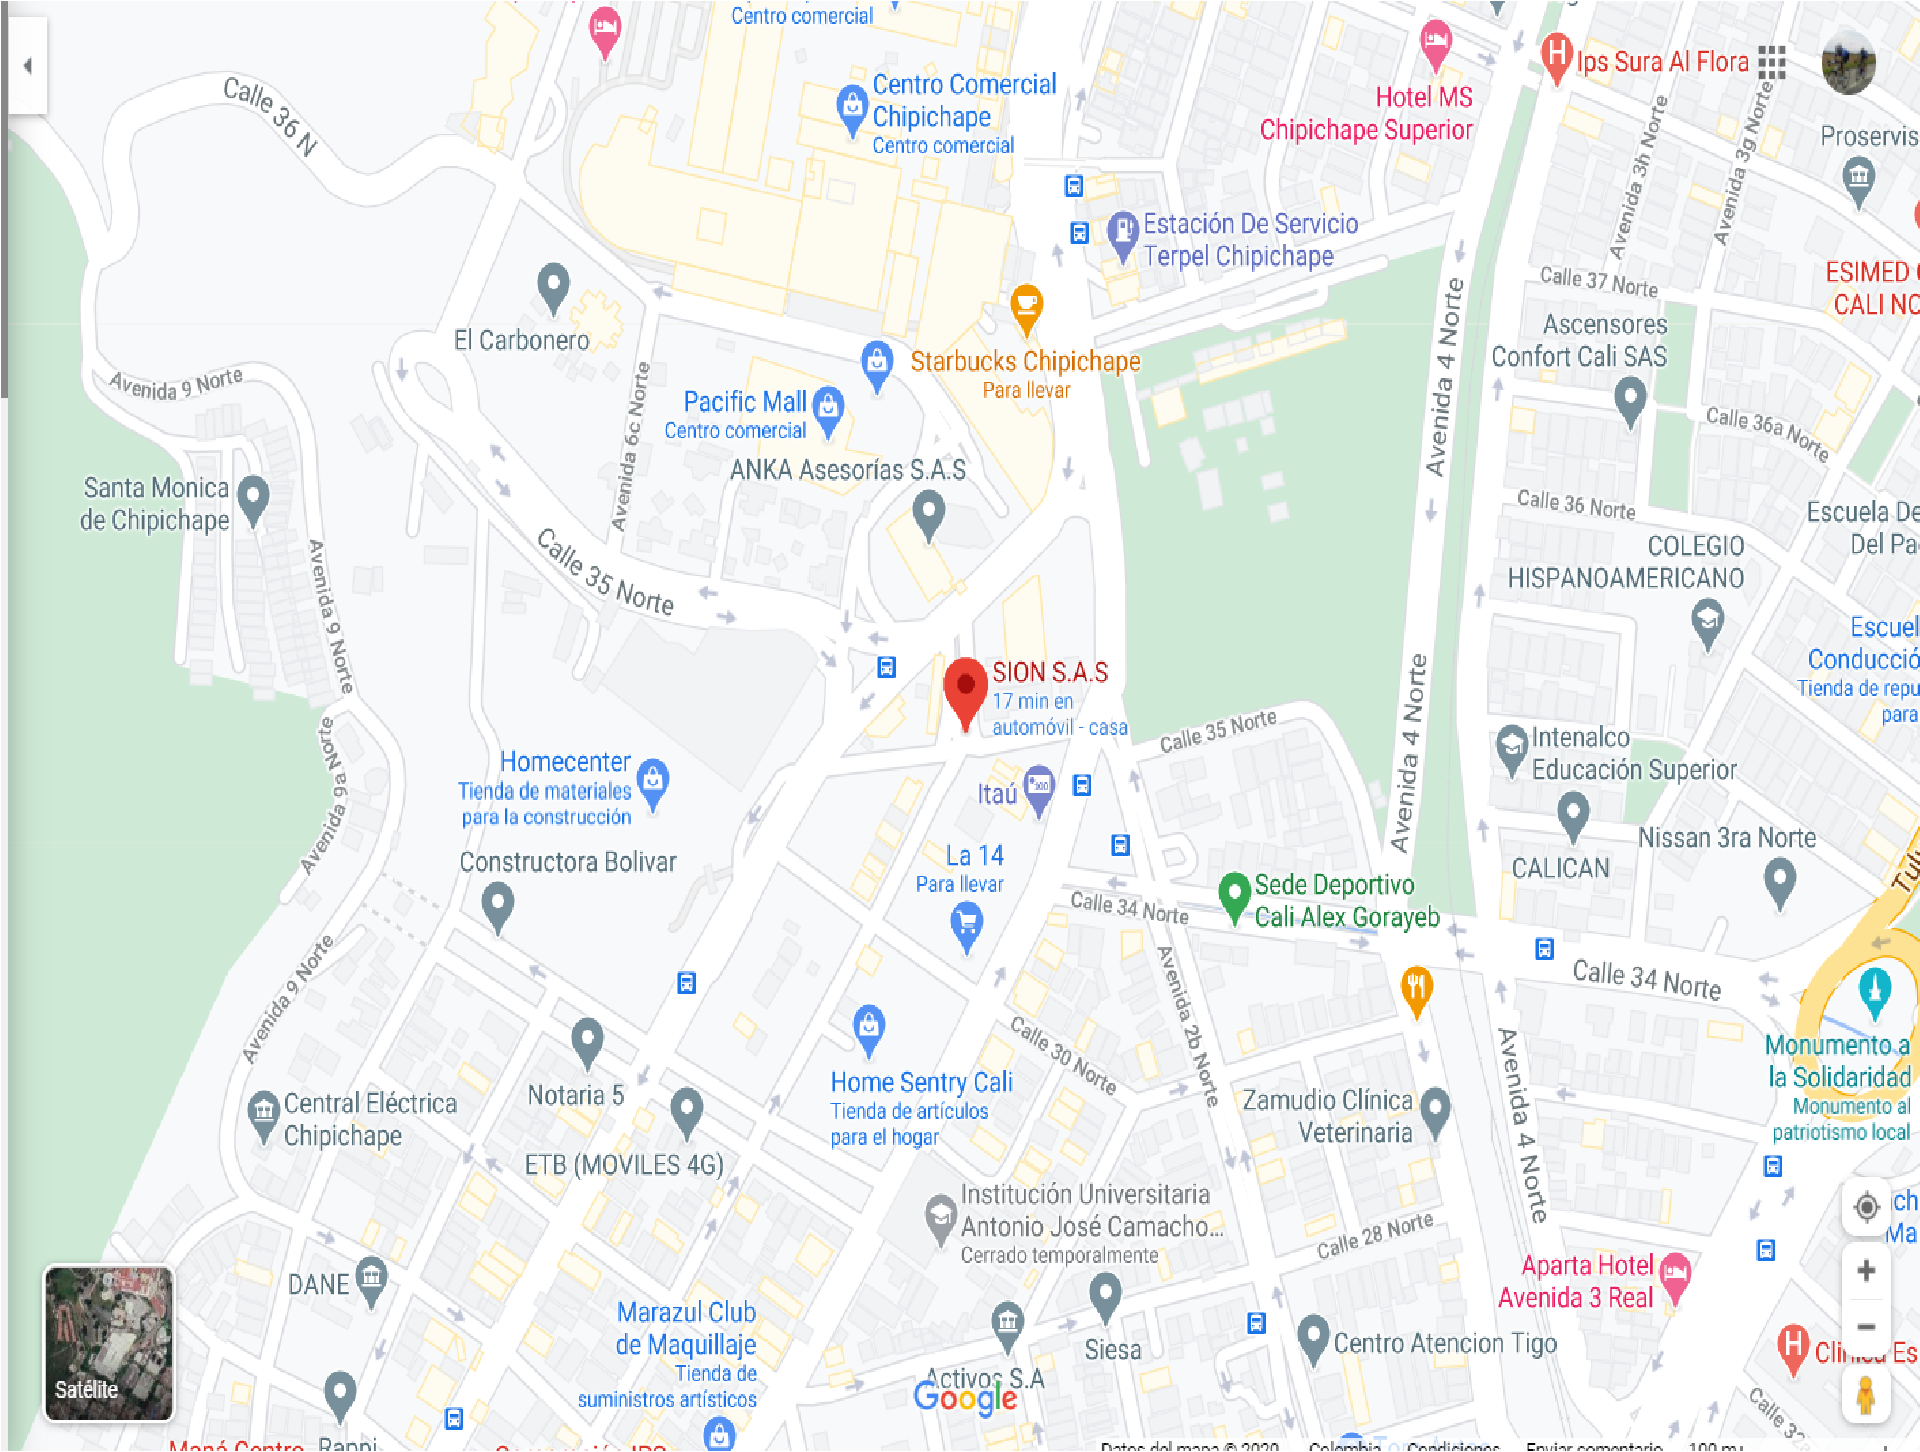 Centro comercial
Calle 36 N
Centro Comercial
Chipichape
Centro comercial
Hotel MS
Chipichape Superior
Ips Sura Al Flora
Avenida 3h Norte
Avenida 3g Norte
Proservis
Estación De Servicio
Terpel Chipichape
ESIMED
CALI NO
Calle 37 Norte
El Carbonero
Starbucks Chipichape
Para llevar
Ascensores
Confort Cali SAS
Avenida 4 Norte
Avenida 9 Norte
Avenida 6c Norte
Pacific Mall
Centro comercial
Calle 36a Norte
ANKA Asesorías S.A.S
Santa Monica
de Chipichape
Calle 36 Norte
Escuela De
Del Pa
COLEGIO
HISPANOAMERICANO
Calle 35 Norte
Avenida 9 Norte
Escuel
Conducció
Tienda de repu
para
SION S.A.S
17 min en
automóvil - casa
Calle 35 Norte
Avenida 4 Norte
Avenida 9a Norte
Intenalco
Educación Superior
Homecenter
Tienda de materiales
para la construcción
Itaú
Nissan 3ra Norte
CALICAN
Constructora Bolivar
La 14
Para llevar
Sede Deportivo
Cali Alex Gorayeb
Calle 34 Norte
Tulu
Avenida 9 Norte
Avenida 2b Norte
Calle 34 Norte
Calle 30 Norte
Monumento a
la Solidaridad
Monumento al
patriotismo local
Home Sentry Cali
Tienda de artículos
para el hogar
Notaria 5
Central Eléctrica
Chipichape
Zamudio Clínica
Veterinaria
Avenida 4 Norte
ETB (MOVILES 4G)
Institución Universitaria
Antonio José Camacho...
Cerrado temporalmente
Calle 28 Norte
ch
Ma
Aparta Hotel
Avenida 3 Real
DANE
Marazul Club
de Maquillaje
Tienda de
suministros artísticos
Siesa
Centro Atencion Tigo
Activos S.A
Google
Satélite
Rappi
Datos del mapa © 2020 Colombia Condiciones Enviar comentario 100 m